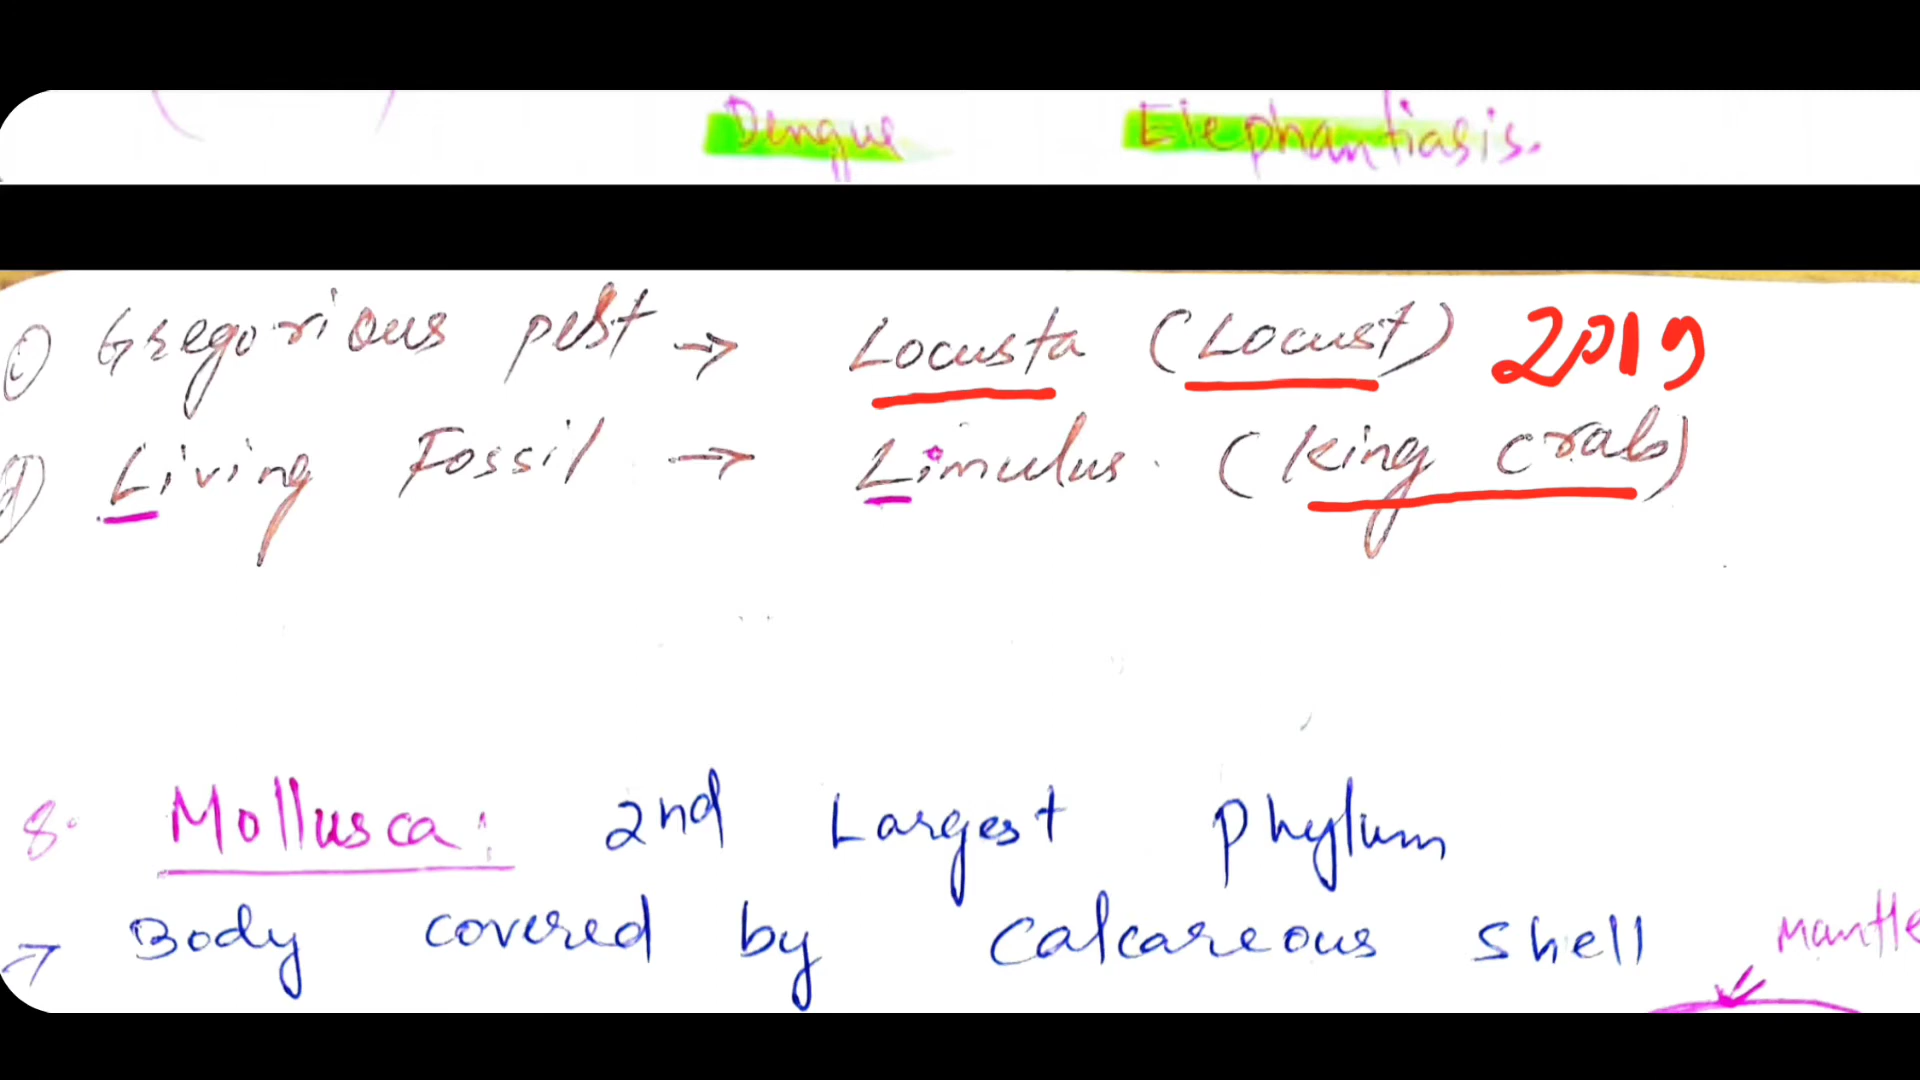 Dengue Elephantiasis.
c) Gregorious pest → Locusta (Locust) 2019
d) Living Fossil → Limulus. (King crab)
8. Mollusca: 2nd Largest phylum
→ Body covered by calcareous shell mantle